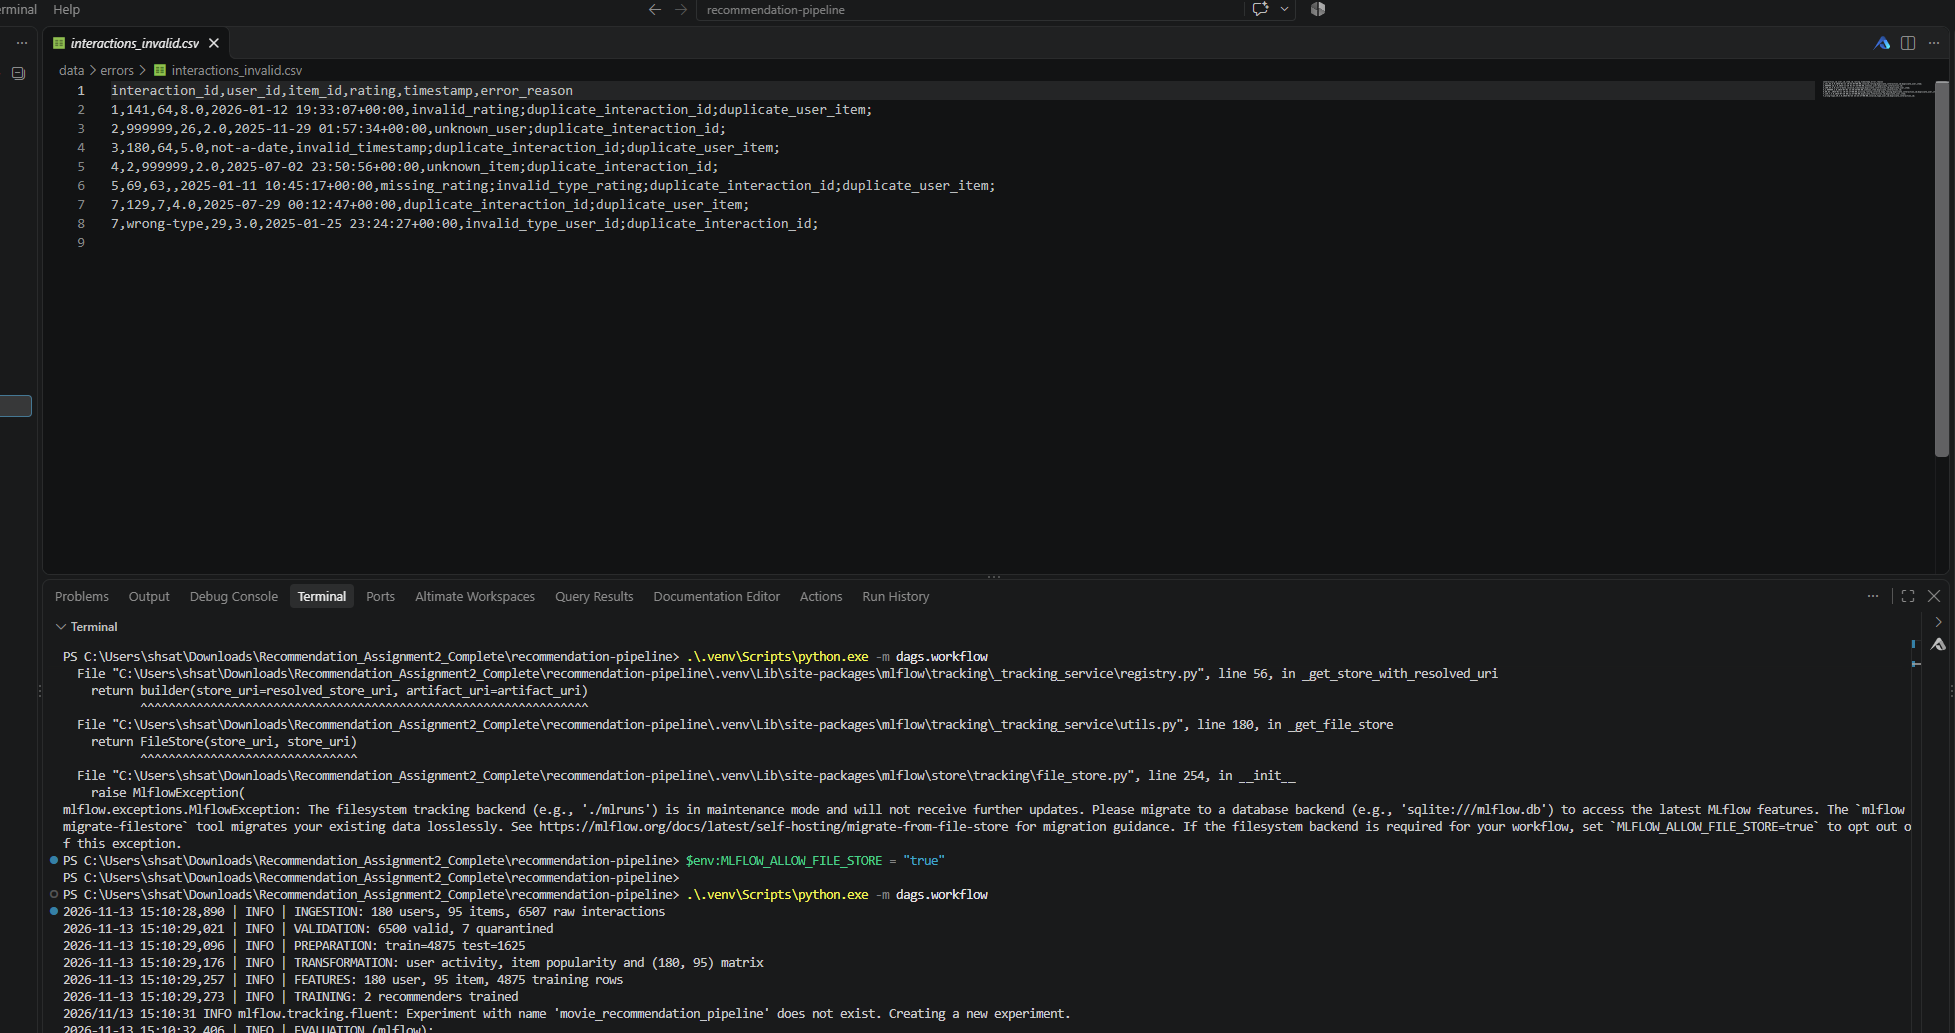 erminal Help
recommendation-pipeline
interactions_invalid.csv
data > errors > interactions_invalid.csv
1 interaction_id,user_id,item_id,rating,timestamp,error_reason
2 1,141,64,8.0,2026-01-12 19:33:07+00:00,invalid_rating;duplicate_interaction_id;duplicate_user_item;
3 2,999999,26,2.0,2025-11-29 01:57:34+00:00,unknown_user;duplicate_interaction_id;
4 3,180,64,5.0,not-a-date,invalid_timestamp;duplicate_interaction_id;duplicate_user_item;
5 4,2,999999,2.0,2025-07-02 23:50:56+00:00,unknown_item;duplicate_interaction_id;
6 5,69,63,,2025-01-11 10:45:17+00:00,missing_rating;invalid_type_rating;duplicate_interaction_id;duplicate_user_item;
7 7,129,7,4.0,2025-07-29 00:12:47+00:00,duplicate_interaction_id;duplicate_user_item;
8 7,wrong-type,29,3.0,2025-01-25 23:24:27+00:00,invalid_type_user_id;duplicate_interaction_id;
9
Problems Output Debug Console Terminal Ports Altimate Workspaces Query Results Documentation Editor Actions Run History
Terminal
PS C:\Users\shsat\Downloads\Recommendation_Assignment2_Complete\recommendation-pipeline> .\.venv\Scripts\python.exe -m dags.workflow
File "C:\Users\shsat\Downloads\Recommendation_Assignment2_Complete\recommendation-pipeline\.venv\Lib\site-packages\mlflow\tracking\_tracking_service\registry.py", line 56, in _get_store_with_resolved_uri
return builder(store_uri=resolved_store_uri, artifact_uri=artifact_uri)
^^^^^^^^^^^^^^^^^^^^^^^^^^^^^^^^^^^^^^^^^^^^^^^^^^^^^^^^^^^^^^^^
File "C:\Users\shsat\Downloads\Recommendation_Assignment2_Complete\recommendation-pipeline\.venv\Lib\site-packages\mlflow\tracking\_tracking_service\utils.py", line 180, in _get_file_store
return FileStore(store_uri, store_uri)
^^^^^^^^^^^^^^^^^^^^^^^^^^^^^^^
File "C:\Users\shsat\Downloads\Recommendation_Assignment2_Complete\recommendation-pipeline\.venv\Lib\site-packages\mlflow\store\tracking\file_store.py", line 254, in __init__
raise MlflowException(
mlflow.exceptions.MlflowException: The filesystem tracking backend (e.g., './mlruns') is in maintenance mode and will not receive further updates. Please migrate to a database backend (e.g., 'sqlite:///mlflow.db') to access the latest MLflow features. The `mlflow
migrate-filestore` tool migrates your existing data losslessly. See https://mlflow.org/docs/latest/self-hosting/migrate-from-file-store for migration guidance. If the filesystem backend is required for your workflow, set `MLFLOW_ALLOW_FILE_STORE=true` to opt out o
f this exception.
PS C:\Users\shsat\Downloads\Recommendation_Assignment2_Complete\recommendation-pipeline> $env:MLFLOW_ALLOW_FILE_STORE = "true"
PS C:\Users\shsat\Downloads\Recommendation_Assignment2_Complete\recommendation-pipeline>
PS C:\Users\shsat\Downloads\Recommendation_Assignment2_Complete\recommendation-pipeline> .\.venv\Scripts\python.exe -m dags.workflow
2026-11-13 15:10:28,890 | INFO | INGESTION: 180 users, 95 items, 6507 raw interactions
2026-11-13 15:10:29,021 | INFO | VALIDATION: 6500 valid, 7 quarantined
2026-11-13 15:10:29,096 | INFO | PREPARATION: train=4875 test=1625
2026-11-13 15:10:29,176 | INFO | TRANSFORMATION: user activity, item popularity and (180, 95) matrix
2026-11-13 15:10:29,257 | INFO | FEATURES: 180 user, 95 item, 4875 training rows
2026-11-13 15:10:29,273 | INFO | TRAINING: 2 recommenders trained
2026/11/13 15:10:31 INFO mlflow.tracking.fluent: Experiment with name 'movie_recommendation_pipeline' does not exist. Creating a new experiment.
2026-11-13 15:10:32,406 | INFO | EVALUATION (mlflow):